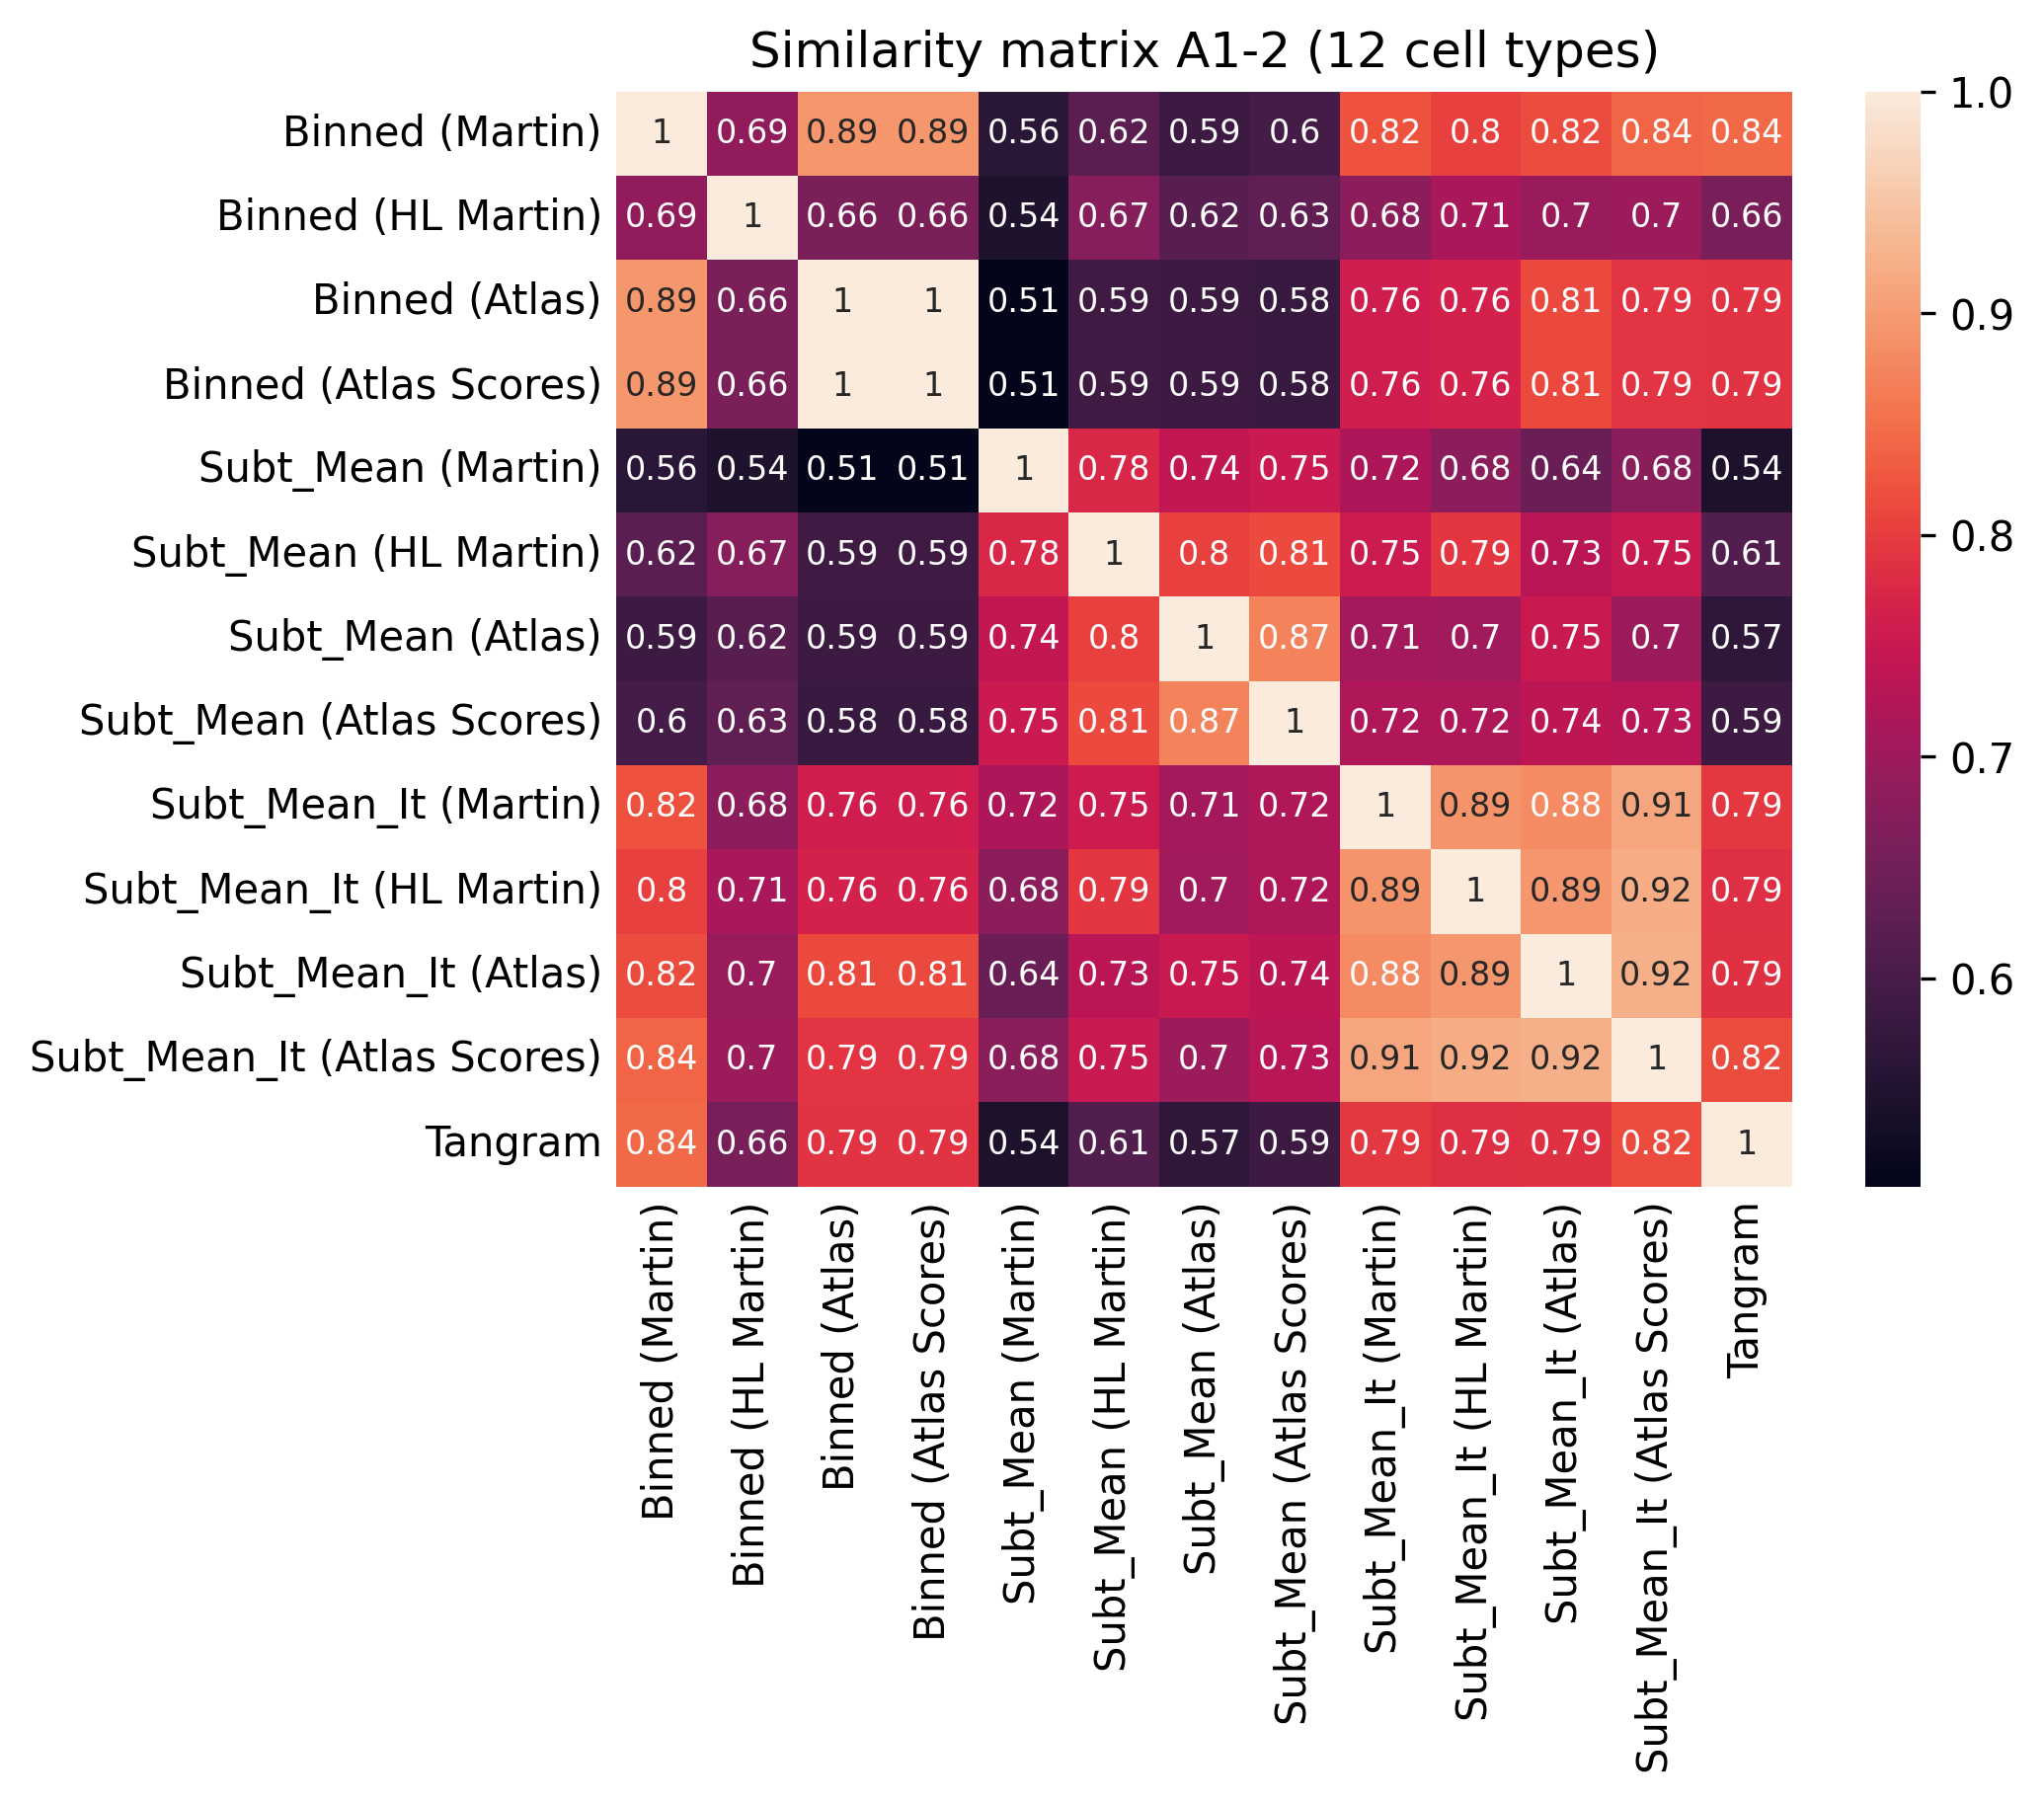 Similarity matrix A1-2 (12 cell types)
Binned (Martin) 1 0.69 0.89 0.89 0.56 0.62 0.59 0.6 0.82 0.8 0.82 0.84 0.84
Binned (HL Martin) 0.69 1 0.66 0.66 0.54 0.67 0.62 0.63 0.68 0.71 0.7 0.7 0.66
Binned (Atlas) 0.89 0.66 1 1 0.51 0.59 0.59 0.58 0.76 0.76 0.81 0.79 0.79
Binned (Atlas Scores) 0.89 0.66 1 1 0.51 0.59 0.59 0.58 0.76 0.76 0.81 0.79 0.79
Subt_Mean (Martin) 0.56 0.54 0.51 0.51 1 0.78 0.74 0.75 0.72 0.68 0.64 0.68 0.54
Subt_Mean (HL Martin) 0.62 0.67 0.59 0.59 0.78 1 0.8 0.81 0.75 0.79 0.73 0.75 0.61
Subt_Mean (Atlas) 0.59 0.62 0.59 0.59 0.74 0.8 1 0.87 0.71 0.7 0.75 0.7 0.57
Subt_Mean (Atlas Scores) 0.6 0.63 0.58 0.58 0.75 0.81 0.87 1 0.72 0.72 0.74 0.73 0.59
Subt_Mean_It (Martin) 0.82 0.68 0.76 0.76 0.72 0.75 0.71 0.72 1 0.89 0.88 0.91 0.79
Subt_Mean_It (HL Martin) 0.8 0.71 0.76 0.76 0.68 0.79 0.7 0.72 0.89 1 0.89 0.92 0.79
Subt_Mean_It (Atlas) 0.82 0.7 0.81 0.81 0.64 0.73 0.75 0.74 0.88 0.89 1 0.92 0.79
Subt_Mean_It (Atlas Scores) 0.84 0.7 0.79 0.79 0.68 0.75 0.7 0.73 0.91 0.92 0.92 1 0.82
Tangram 0.84 0.66 0.79 0.79 0.54 0.61 0.57 0.59 0.79 0.79 0.79 0.82 1
Binned (Martin)
Binned (HL Martin)
Binned (Atlas)
Binned (Atlas Scores)
Subt_Mean (Martin)
Subt_Mean (HL Martin)
Subt_Mean (Atlas)
Subt_Mean (Atlas Scores)
Subt_Mean_It (Martin)
Subt_Mean_It (HL Martin)
Subt_Mean_It (Atlas)
Subt_Mean_It (Atlas Scores)
Tangram
1.0
0.9
0.8
0.7
0.6